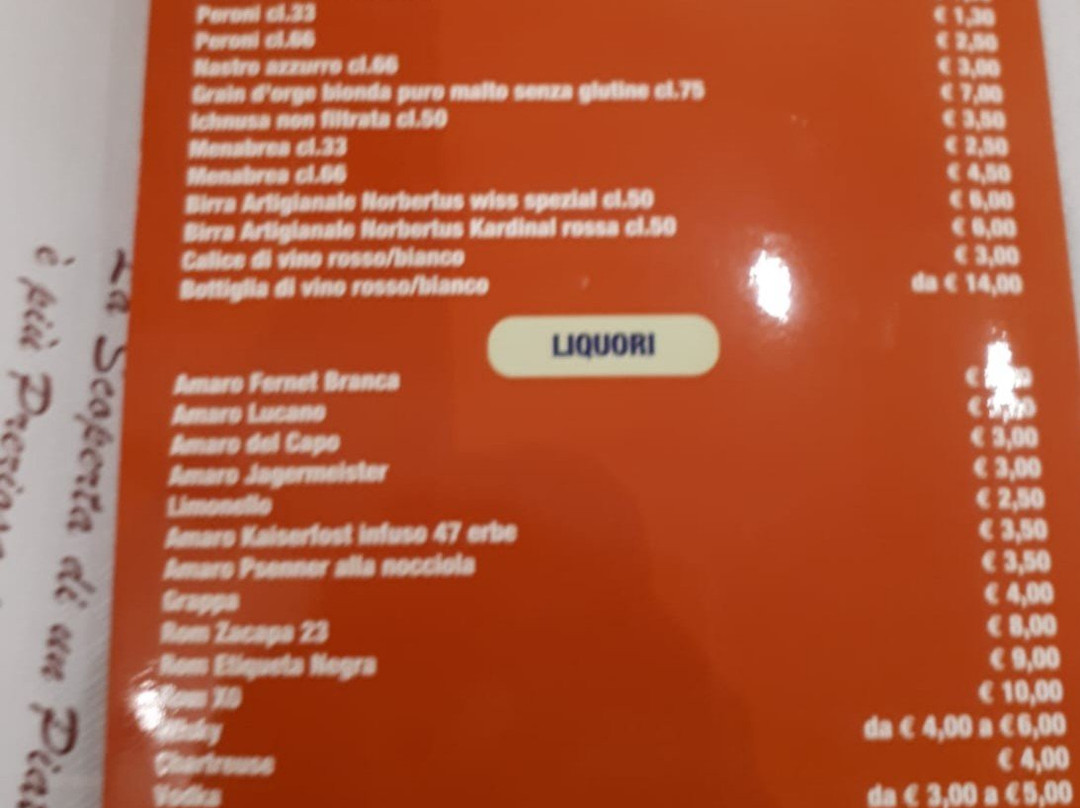 Peroni cl.33 € 1,30
Peroni cl.66 € 2,50
Nastro azzurro cl.66 € 3,00
Grain d'orge bionda puro malto senza glutine cl.75 € 7,00
Ichnusa non filtrata cl.50 € 3,50
Menabrea cl.33 € 2,50
Menabrea cl.66 € 4,50
Birra Artigianale Norbertus wiss spezial cl.50 € 6,00
Birra Artigianale Norbertus Kardinal rossa cl.50 € 6,00
Calice di vino rosso/bianco € 3,00
Bottiglia di vino rosso/bianco da € 14,00
LIQUORI
Amaro Fernet Branca €
Amaro Lucano €
Amaro del Capo € 3,00
Amaro Jagermeister € 3,00
Limoncello € 2,50
Amaro Kaiserfost infuso 47 erbe € 3,50
Amaro Psenner alla nocciola € 3,50
Grappa € 4,00
Rom Zacapa 23 € 8,00
Rom Etiqueta Negra € 9,00
Rom XO € 10,00
da € 4,00 a € 6,00
Chartreuse € 4,00
Vodka da € 3,00 a € 5,00
La Scoperta di un
è più